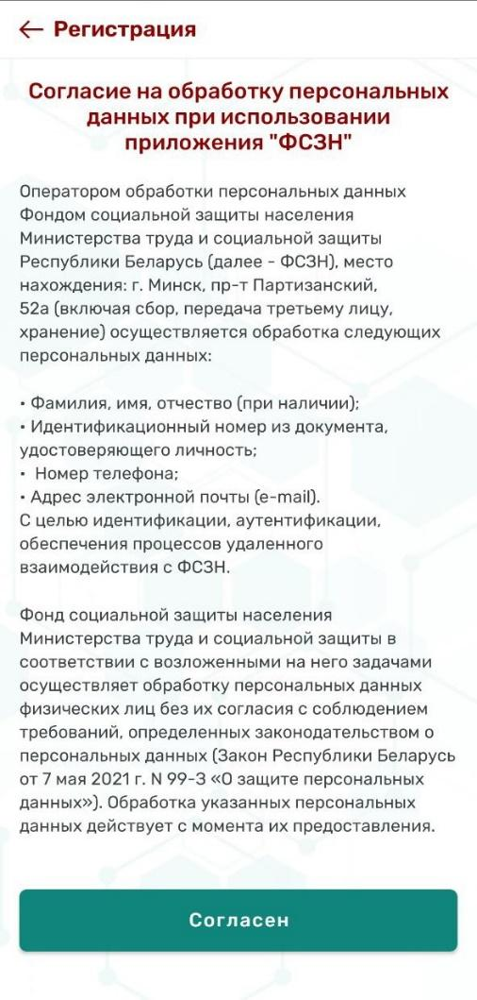 ← Регистрация
Согласие на обработку персональных
данных при использовании
приложения "ФСЗН"
Оператором обработки персональных данных
Фондом социальной защиты населения
Министерства труда и социальной защиты
Республики Беларусь (далее - ФСЗН), место
нахождения: г. Минск, пр-т Партизанский,
52а (включая сбор, передача третьему лицу,
хранение) осуществляется обработка следующих
персональных данных:
• Фамилия, имя, отчество (при наличии);
• Идентификационный номер из документа,
удостоверяющего личность;
• Номер телефона;
• Адрес электронной почты (e-mail).
С целью идентификации, аутентификации,
обеспечения процессов удаленного
взаимодействия с ФСЗН.
Фонд социальной защиты населения
Министерства труда и социальной защиты в
соответствии с возложенными на него задачами
осуществляет обработку персональных данных
физических лиц без их согласия с соблюдением
требований, определенных законодательством о
персональных данных (Закон Республики Беларусь
от 7 мая 2021 г. N 99-З «О защите персональных
данных»). Обработка указанных персональных
данных действует с момента их предоставления.
Согласен